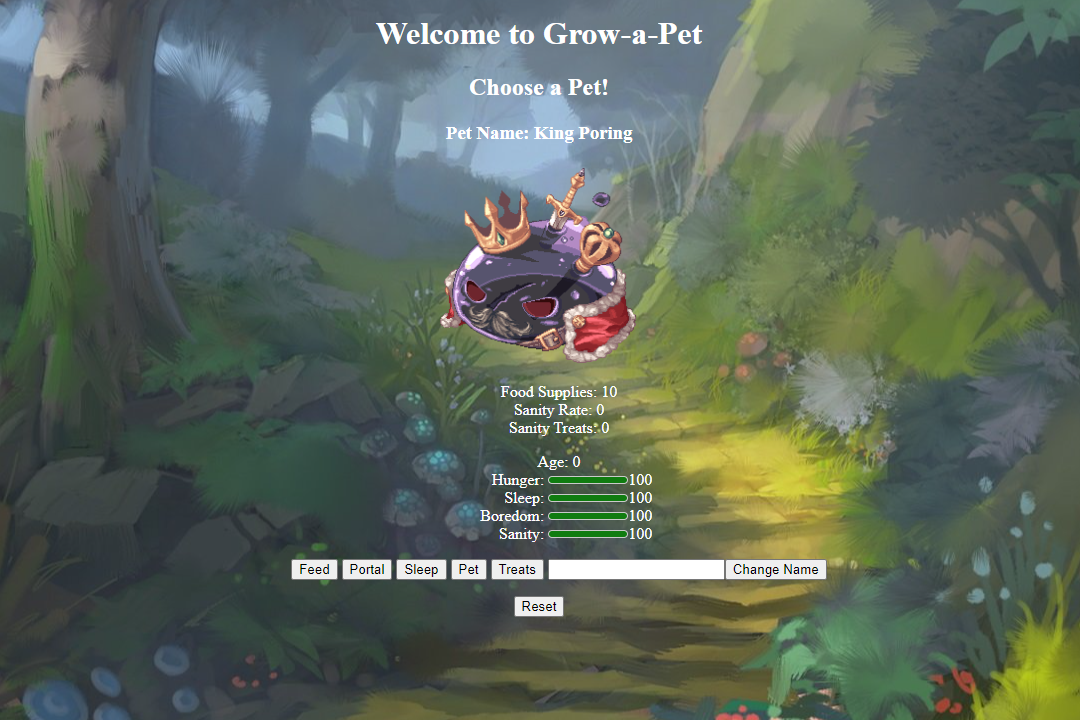 Welcome to Grow-a-Pet
Choose a Pet!
Pet Name: King Poring
Food Supplies: 10
Sanity Rate: 0
Sanity Treats: 0
Age: 0
Hunger: 100
Sleep: 100
Boredom: 100
Sanity: 100
Feed Portal Sleep Pet Treats Change Name
Reset